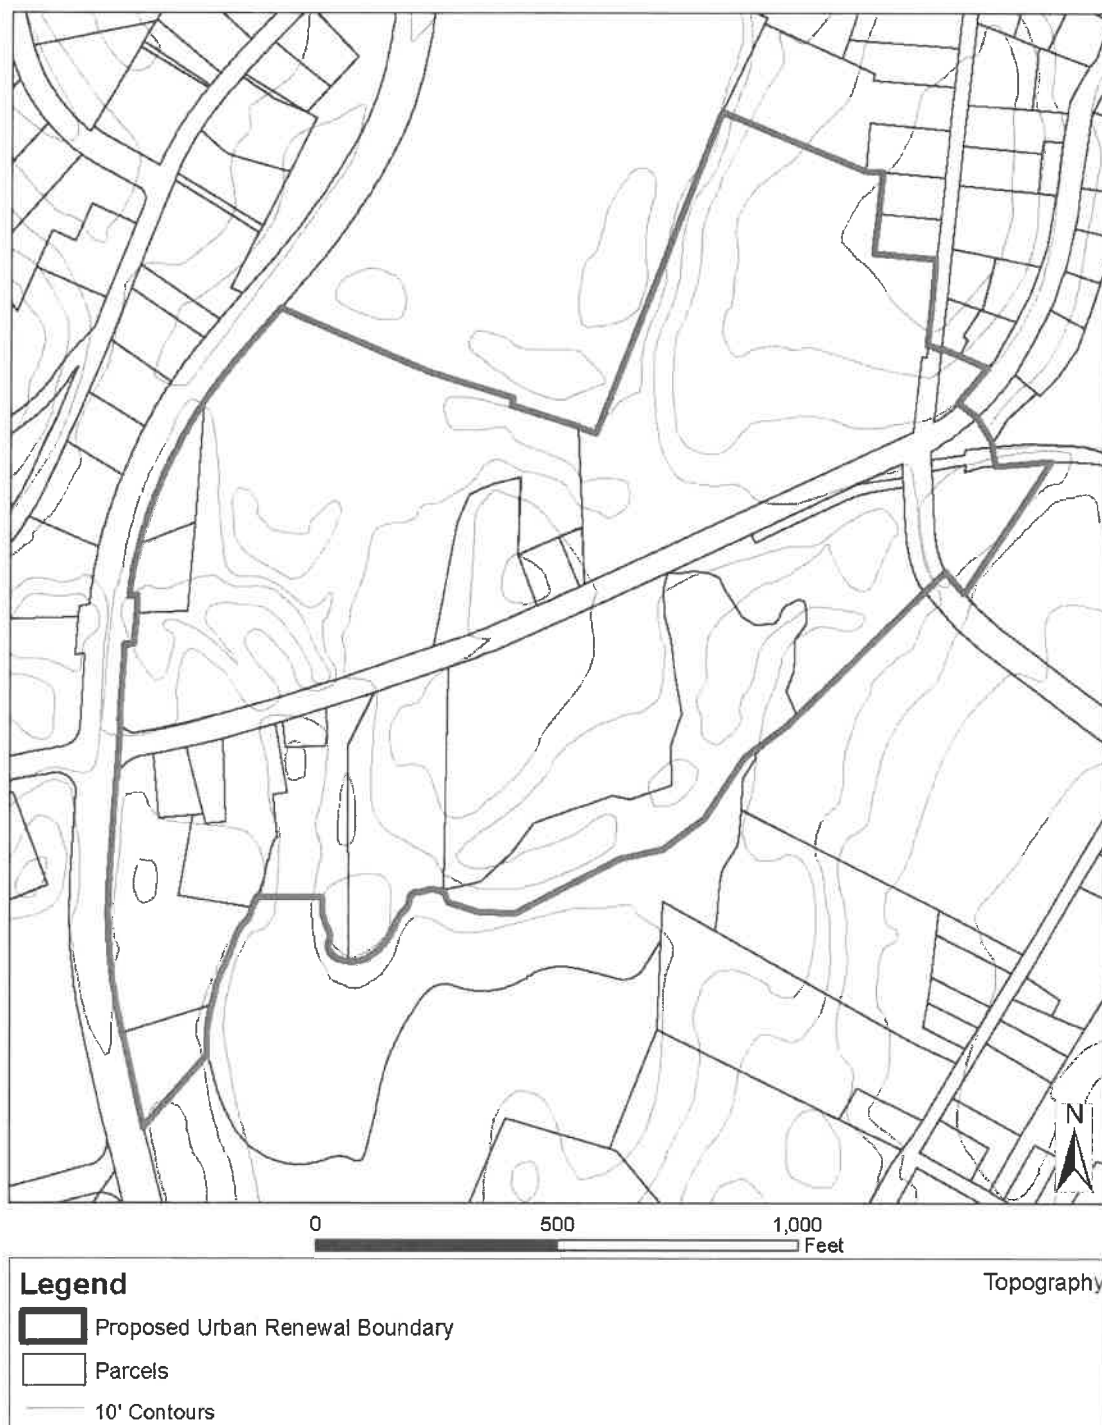 N
0 500 1,000
Feet
Legend
Topography
Proposed Urban Renewal Boundary
Parcels
10' Contours